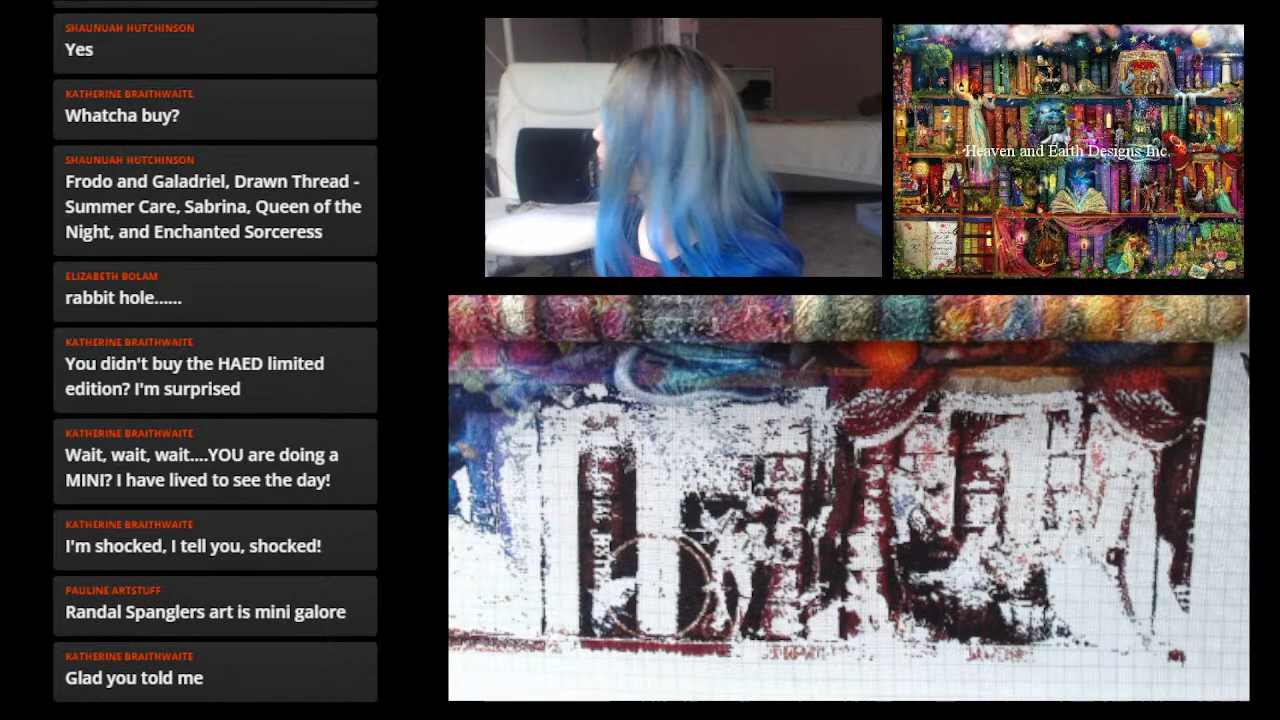 SHAUNUAH HUTCHINSON
Yes
KATHERINE BRAITHWAITE
Whatcha buy?
SHAUNUAH HUTCHINSON
Frodo and Galadriel, Drawn Thread -
Summer Care, Sabrina, Queen of the
Night, and Enchanted Sorceress
ELIZABETH BOLAM
rabbit hole......
KATHERINE BRAITHWAITE
You didn't buy the HAED limited
edition? I'm surprised
KATHERINE BRAITHWAITE
Wait, wait, wait....YOU are doing a
MINI? I have lived to see the day!
KATHERINE BRAITHWAITE
I'm shocked, I tell you, shocked!
PAULINE ARTSTUFF
Randal Spanglers art is mini galore
KATHERINE BRAITHWAITE
Glad you told me
Heaven and Earth Designs Inc.